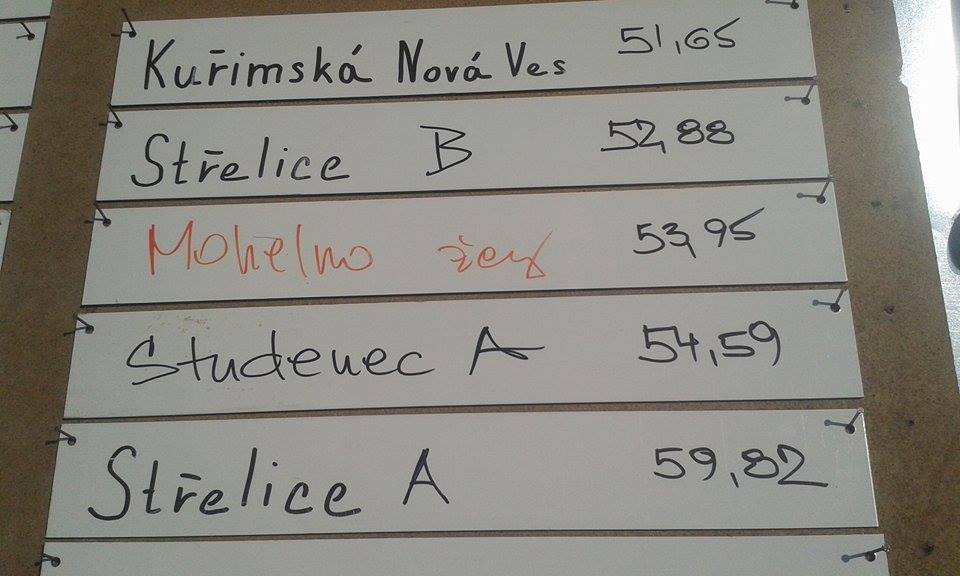 Kuřimská Nová Ves 51,65
Střelice B 52,88
Mohelno ženy 53,95
Studenec A 54,59
Střelice A 59,82